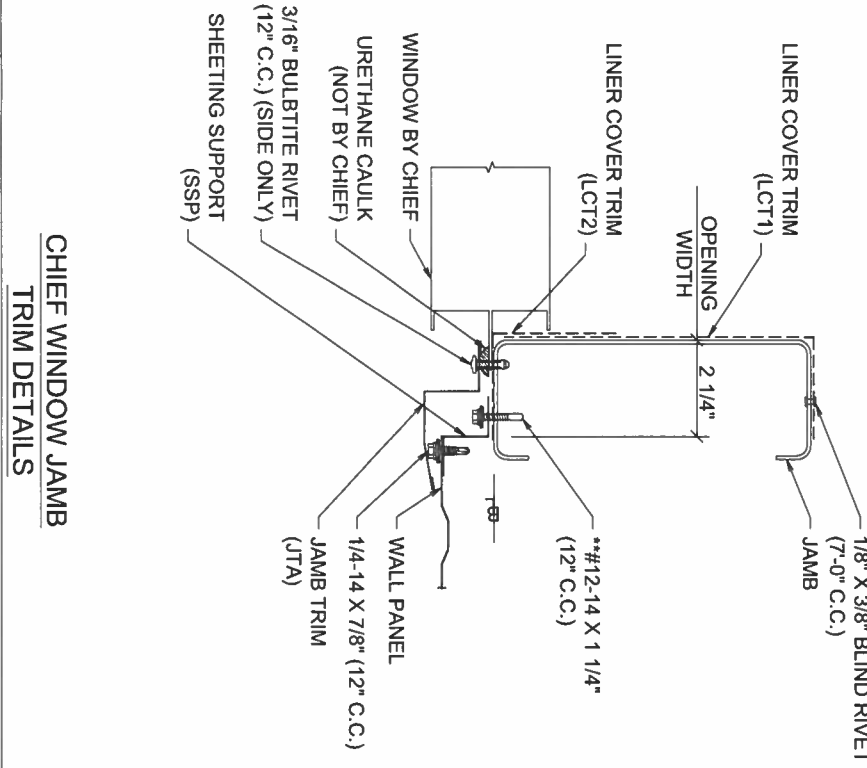 1/8" X 3/8" BLIND RIVET
(7'-0" C.C.)
JAMB
LINER COVER TRIM
(LCT1)
OPENING
WIDTH
2 1/4"
LINER COVER TRIM
(LCT2)
WINDOW BY CHIEF
URETHANE CAULK
(NOT BY CHIEF)
3/16" BULBTITE RIVET
(12" C.C.) (SIDE ONLY)
SHEETING SUPPORT
(SSP)
**#12-14 X 1 1/4"
(12" C.C.)
WALL PANEL
1/4-14 X 7/8" (12" C.C.)
JAMB TRIM
(JTA)
CHIEF WINDOW JAMB
TRIM DETAILS